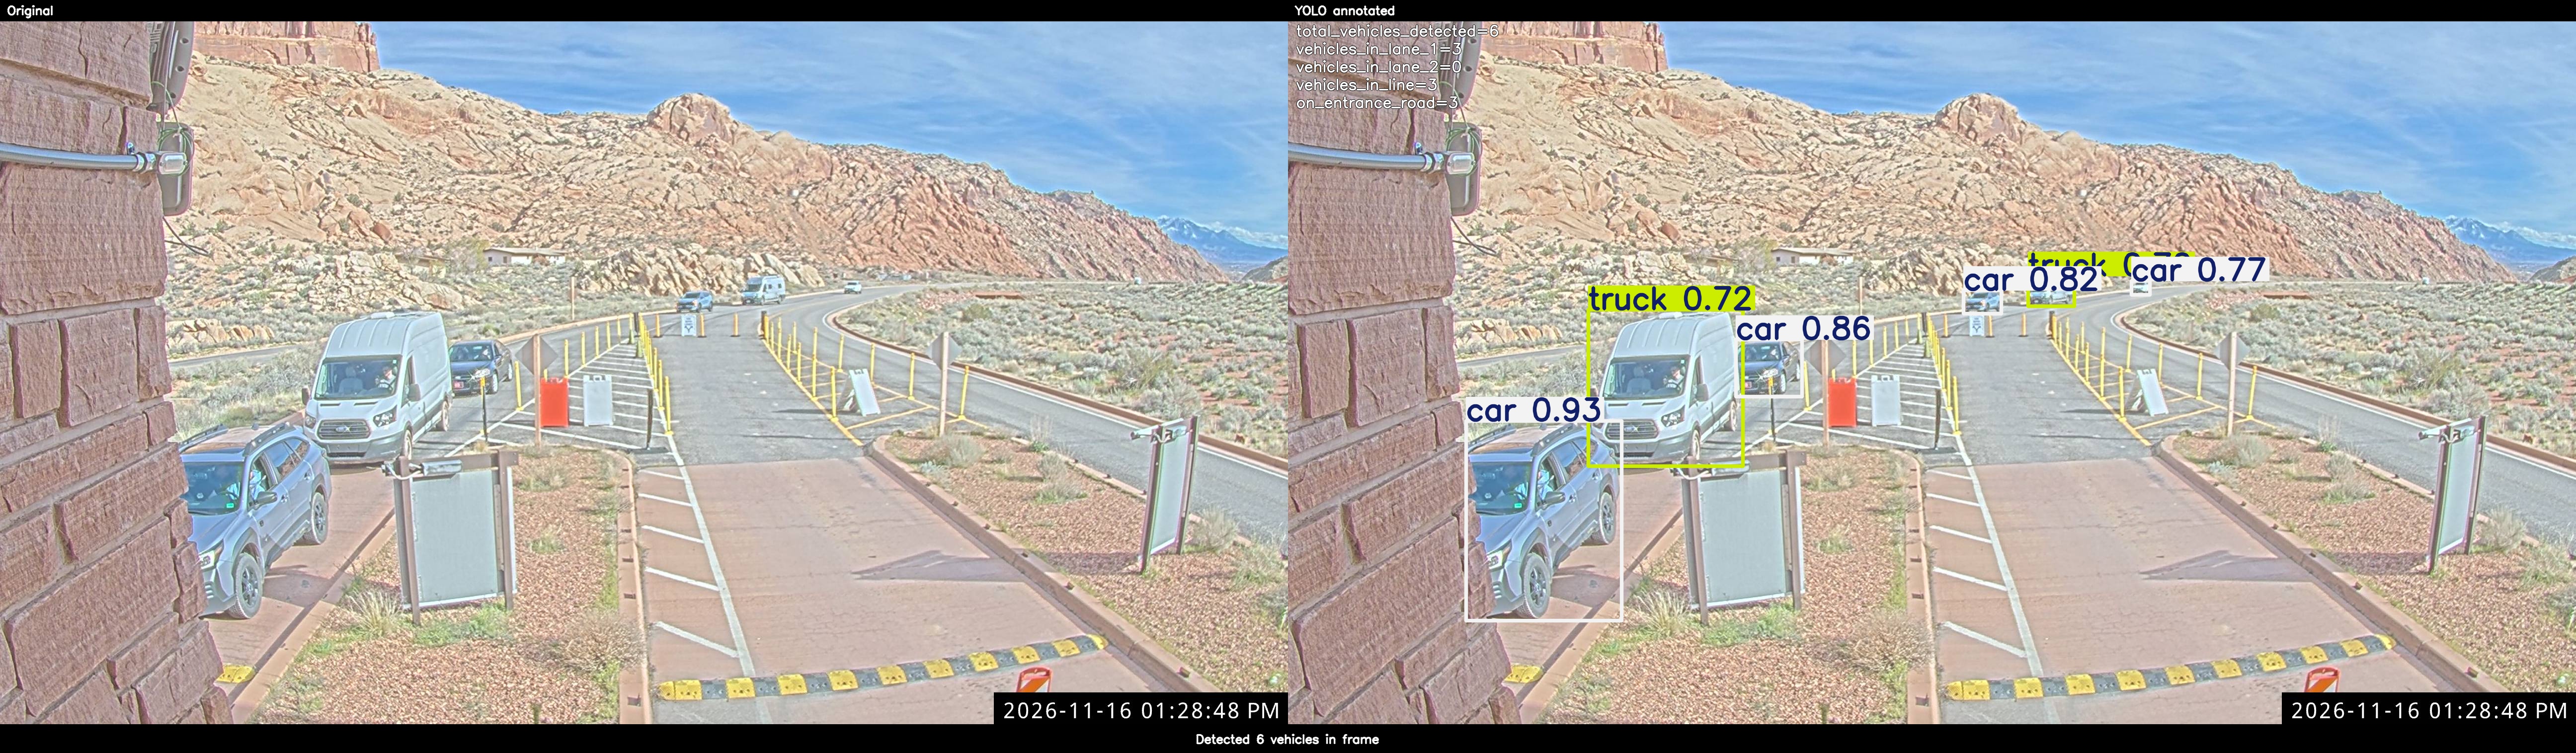 Original
YOLO annotated
total_vehicles_detected=6
vehicles_in_lane_1=3
vehicles_in_lane_2=0
vehicles_in_line=3
on_entrance_road=3
truck
car 0.82
car 0.77
truck 0.72
car 0.86
car 0.93
2026-11-16 01:28:48 PM
2026-11-16 01:28:48 PM
Detected 6 vehicles in frame